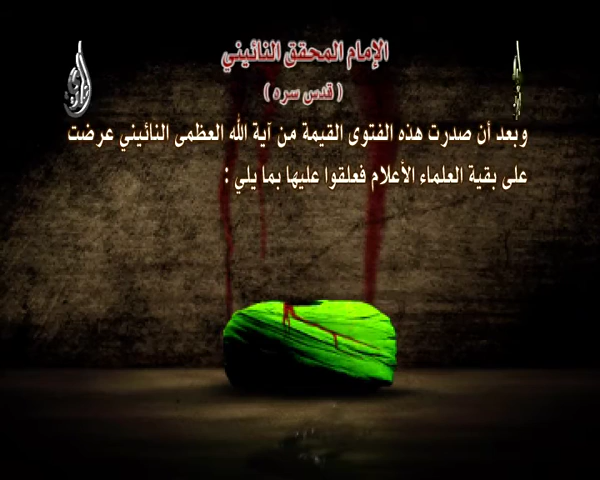 الإمام المحقق النائيني
( قدس سره )
وبعد أن صدرت هذه الفتوى القيمة من آية الله العظمى النائيني عرضت
على بقية العلماء الأعلام فعلقوا عليها بما يلي :